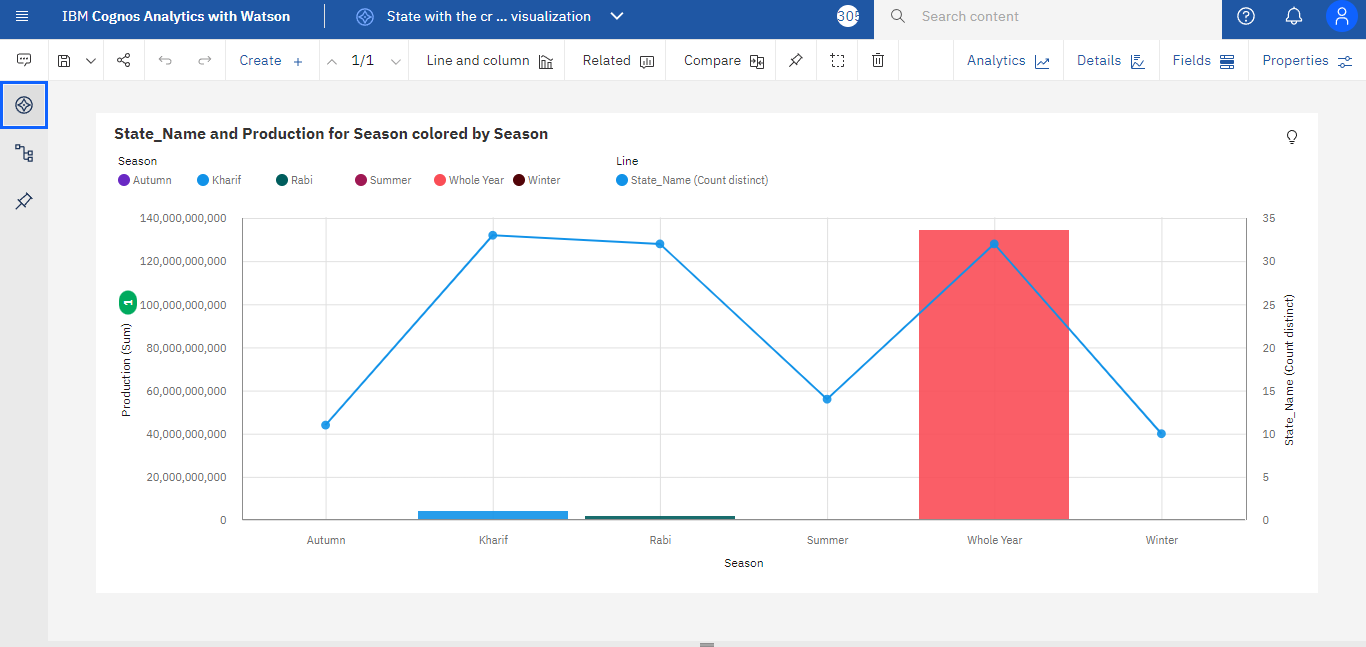 IBM Cognos Analytics with Watson
State with the cr ... visualization
305
Search content
Create +
1/1
Line and column
Related
Compare
Analytics
Details
Fields
Properties
State_Name and Production for Season colored by Season
Season
Autumn Kharif Rabi Summer Whole Year Winter
Line
State_Name (Count distinct)
140,000,000,000
120,000,000,000
100,000,000,000
80,000,000,000
60,000,000,000
40,000,000,000
20,000,000,000
0
1
Production (Sum)
35
30
25
20
15
10
5
0
State_Name (Count distinct)
Autumn Kharif Rabi Summer Whole Year Winter
Season